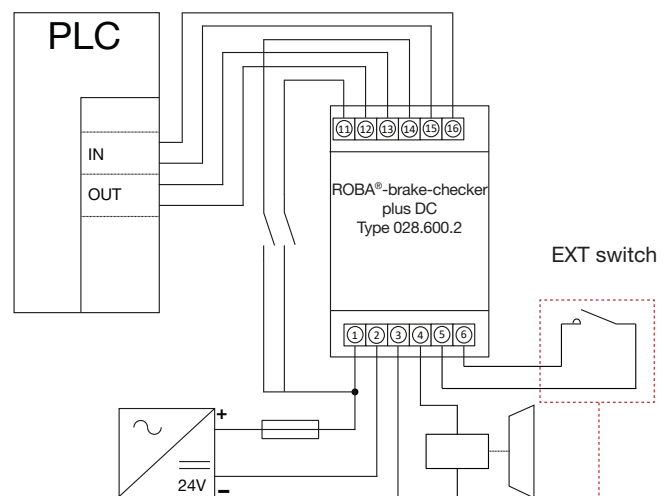 PLC
IN
OUT
11 12 13 14 15 16
ROBA®-brake-checker
plus DC
Type 028.600.2
EXT switch
1 2 3 4 5 6
+
24V
–